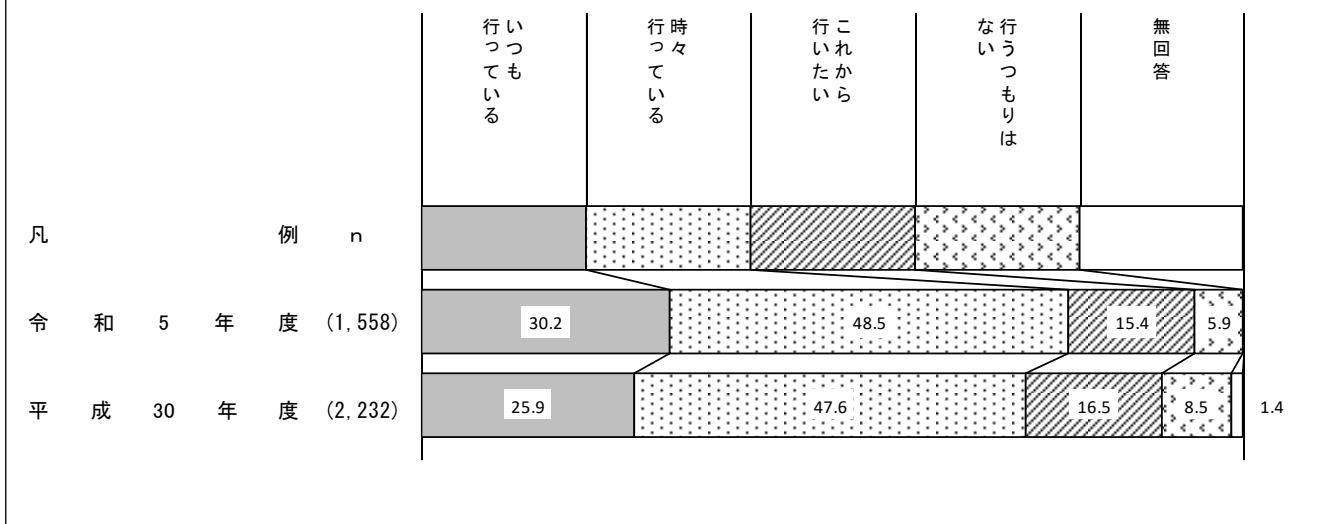 いつも
行っている
時々
行っている
これから
行いたい
行うつもりは
ない
無回答
凡例 n
令和5年度 (1,558)
30.2 48.5 15.4 5.9
平成30年度 (2,232)
25.9 47.6 16.5 8.5 1.4